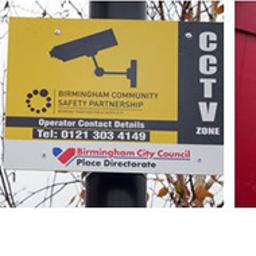 CCTV
ZONE
BIRMINGHAM COMMUNITY
SAFETY PARTNERSHIP
Operator Contact Details
Tel: 0121 303 4149
Birmingham City Council
Place Directorate